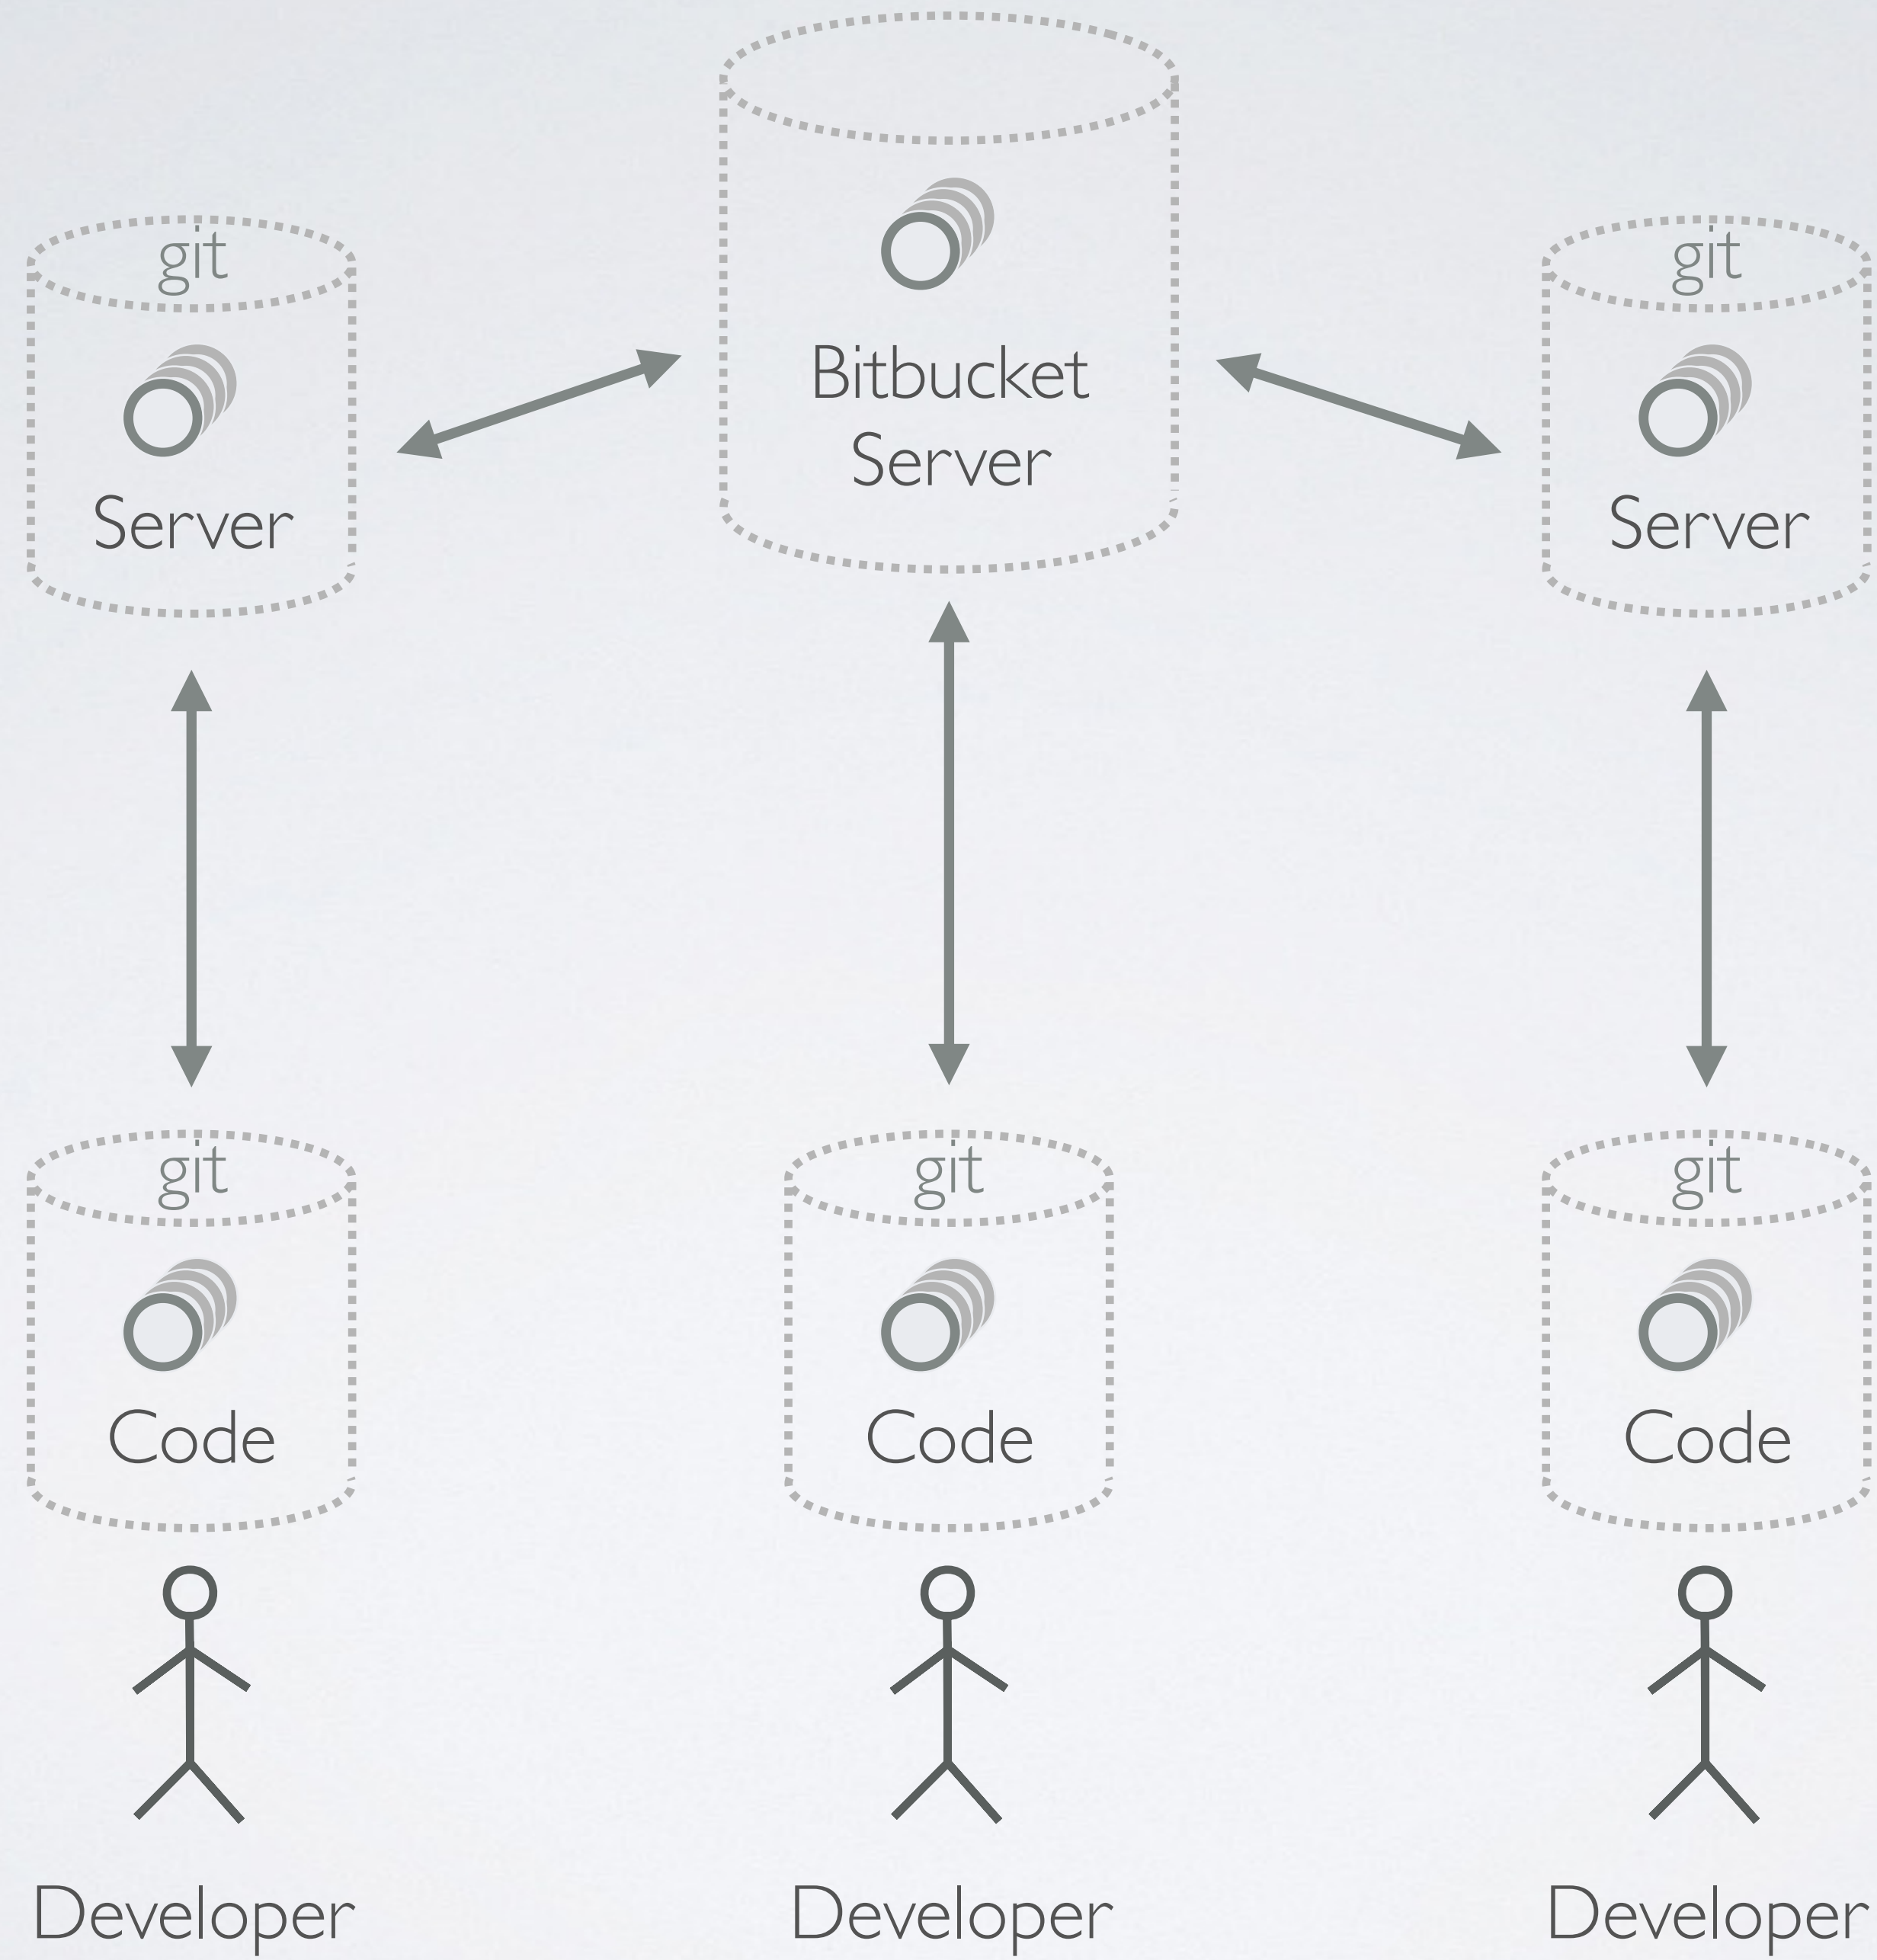 Bitbucket
Server
git
Server
git
Server
git
Code
git
Code
git
Code
Developer
Developer
Developer